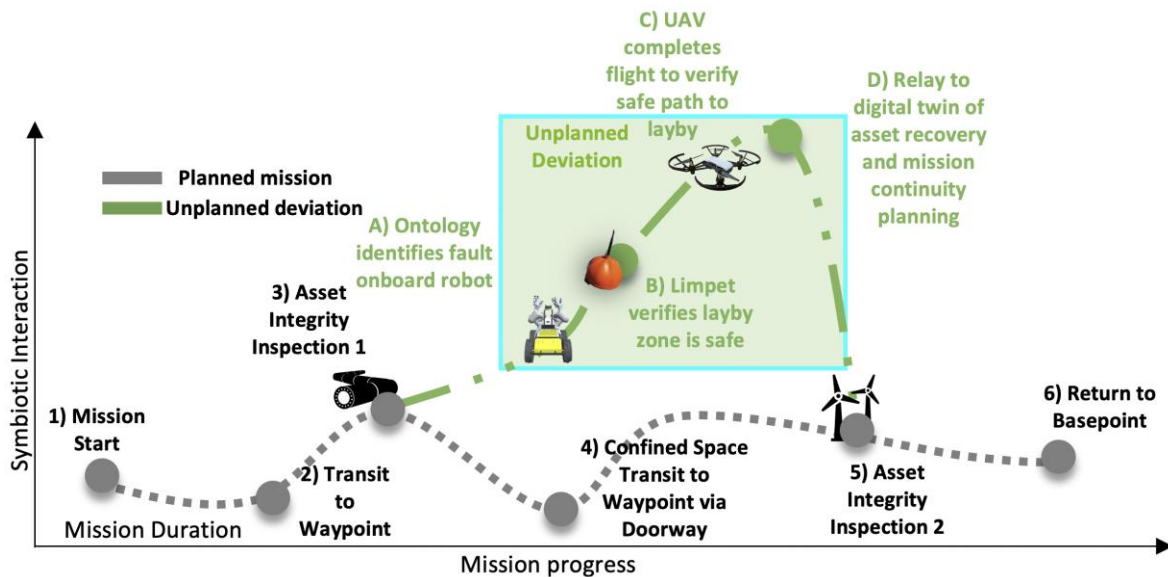 C) UAV
completes
flight to verify
safe path to
layby
D) Relay to
digital twin of
asset recovery
and mission
continuity
planning
Unplanned
Deviation
Planned mission
Unplanned deviation
A) Ontology
identifies fault
onboard robot
B) Limpet
verifies layby
zone is safe
Symbiotic Interaction
3) Asset
Integrity
Inspection 1
1) Mission
Start
2) Transit
to
Waypoint
4) Confined Space
Transit to
Waypoint via
Doorway
5) Asset
Integrity
Inspection 2
6) Return to
Basepoint
Mission Duration
Mission progress